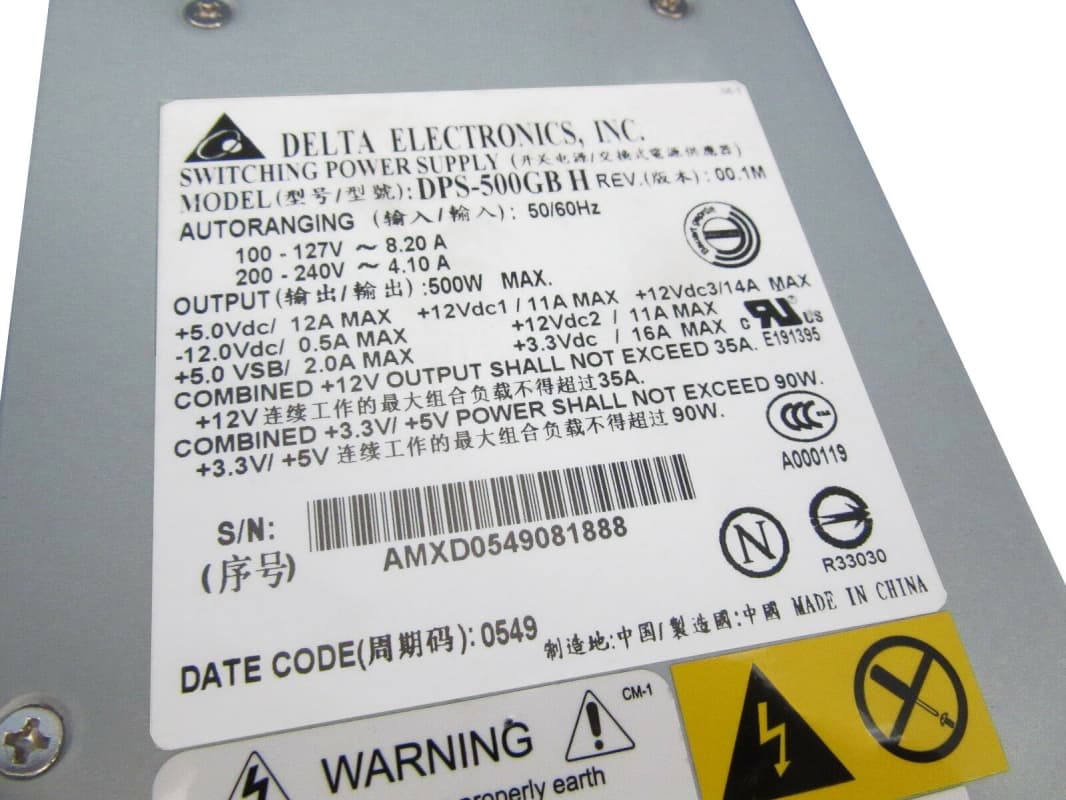 DELTA ELECTRONICS, INC.
SWITCHING POWER SUPPLY (开关电源/交换式電源供應器)
MODEL(型号/型號):DPS-500GB H REV.(版本):00.1M
AUTORANGING (输入/輸入): 50/60Hz
100 - 127V ~ 8.20 A
200 - 240V ~ 4.10 A
OUTPUT(输出/輸出):500W MAX.
+5.0Vdc/ 12A MAX +12Vdc1 / 11A MAX +12Vdc3/14A MAX
-12.0Vdc/ 0.5A MAX +12Vdc2 / 11A MAX
+5.0 VSB/ 2.0A MAX +3.3Vdc / 16A MAX
c RU US
E191395
COMBINED +12V OUTPUT SHALL NOT EXCEED 35A.
+12V 连续工作的最大组合负载不得超过35A.
COMBINED +3.3V/ +5V POWER SHALL NOT EXCEED 90W.
+3.3V/ +5V 连续工作的最大组合负载不得超过90W.
CCC
A000119
S/N:
(序号)
AMXD0549081888
N
R33030
DATE CODE(周期码): 0549
制造地:中国/製造國:中國 MADE IN CHINA
CM-1
WARNING
properly earth